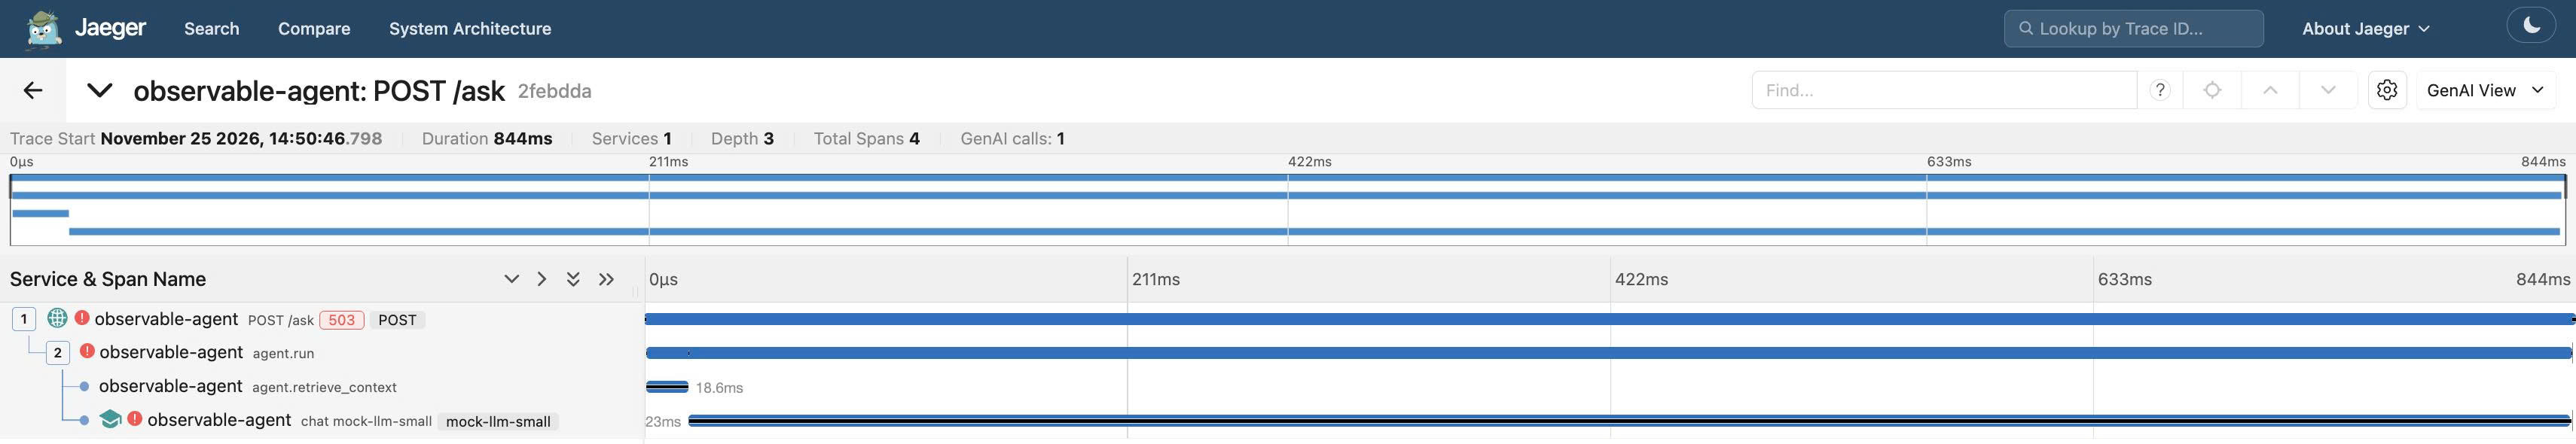 Jaeger Search Compare System Architecture Lookup by Trace ID... About Jaeger
observable-agent: POST /ask 2febdda Find... ? GenAI View
Trace Start November 25 2026, 14:50:46.798 Duration 844ms Services 1 Depth 3 Total Spans 4 GenAI calls: 1
0μs 211ms 422ms 633ms 844ms
Service & Span Name 0μs 211ms 422ms 633ms 844ms
1 observable-agent POST /ask 503 POST
2 observable-agent agent.run
observable-agent agent.retrieve_context 18.6ms
observable-agent chat mock-llm-small mock-llm-small 23ms